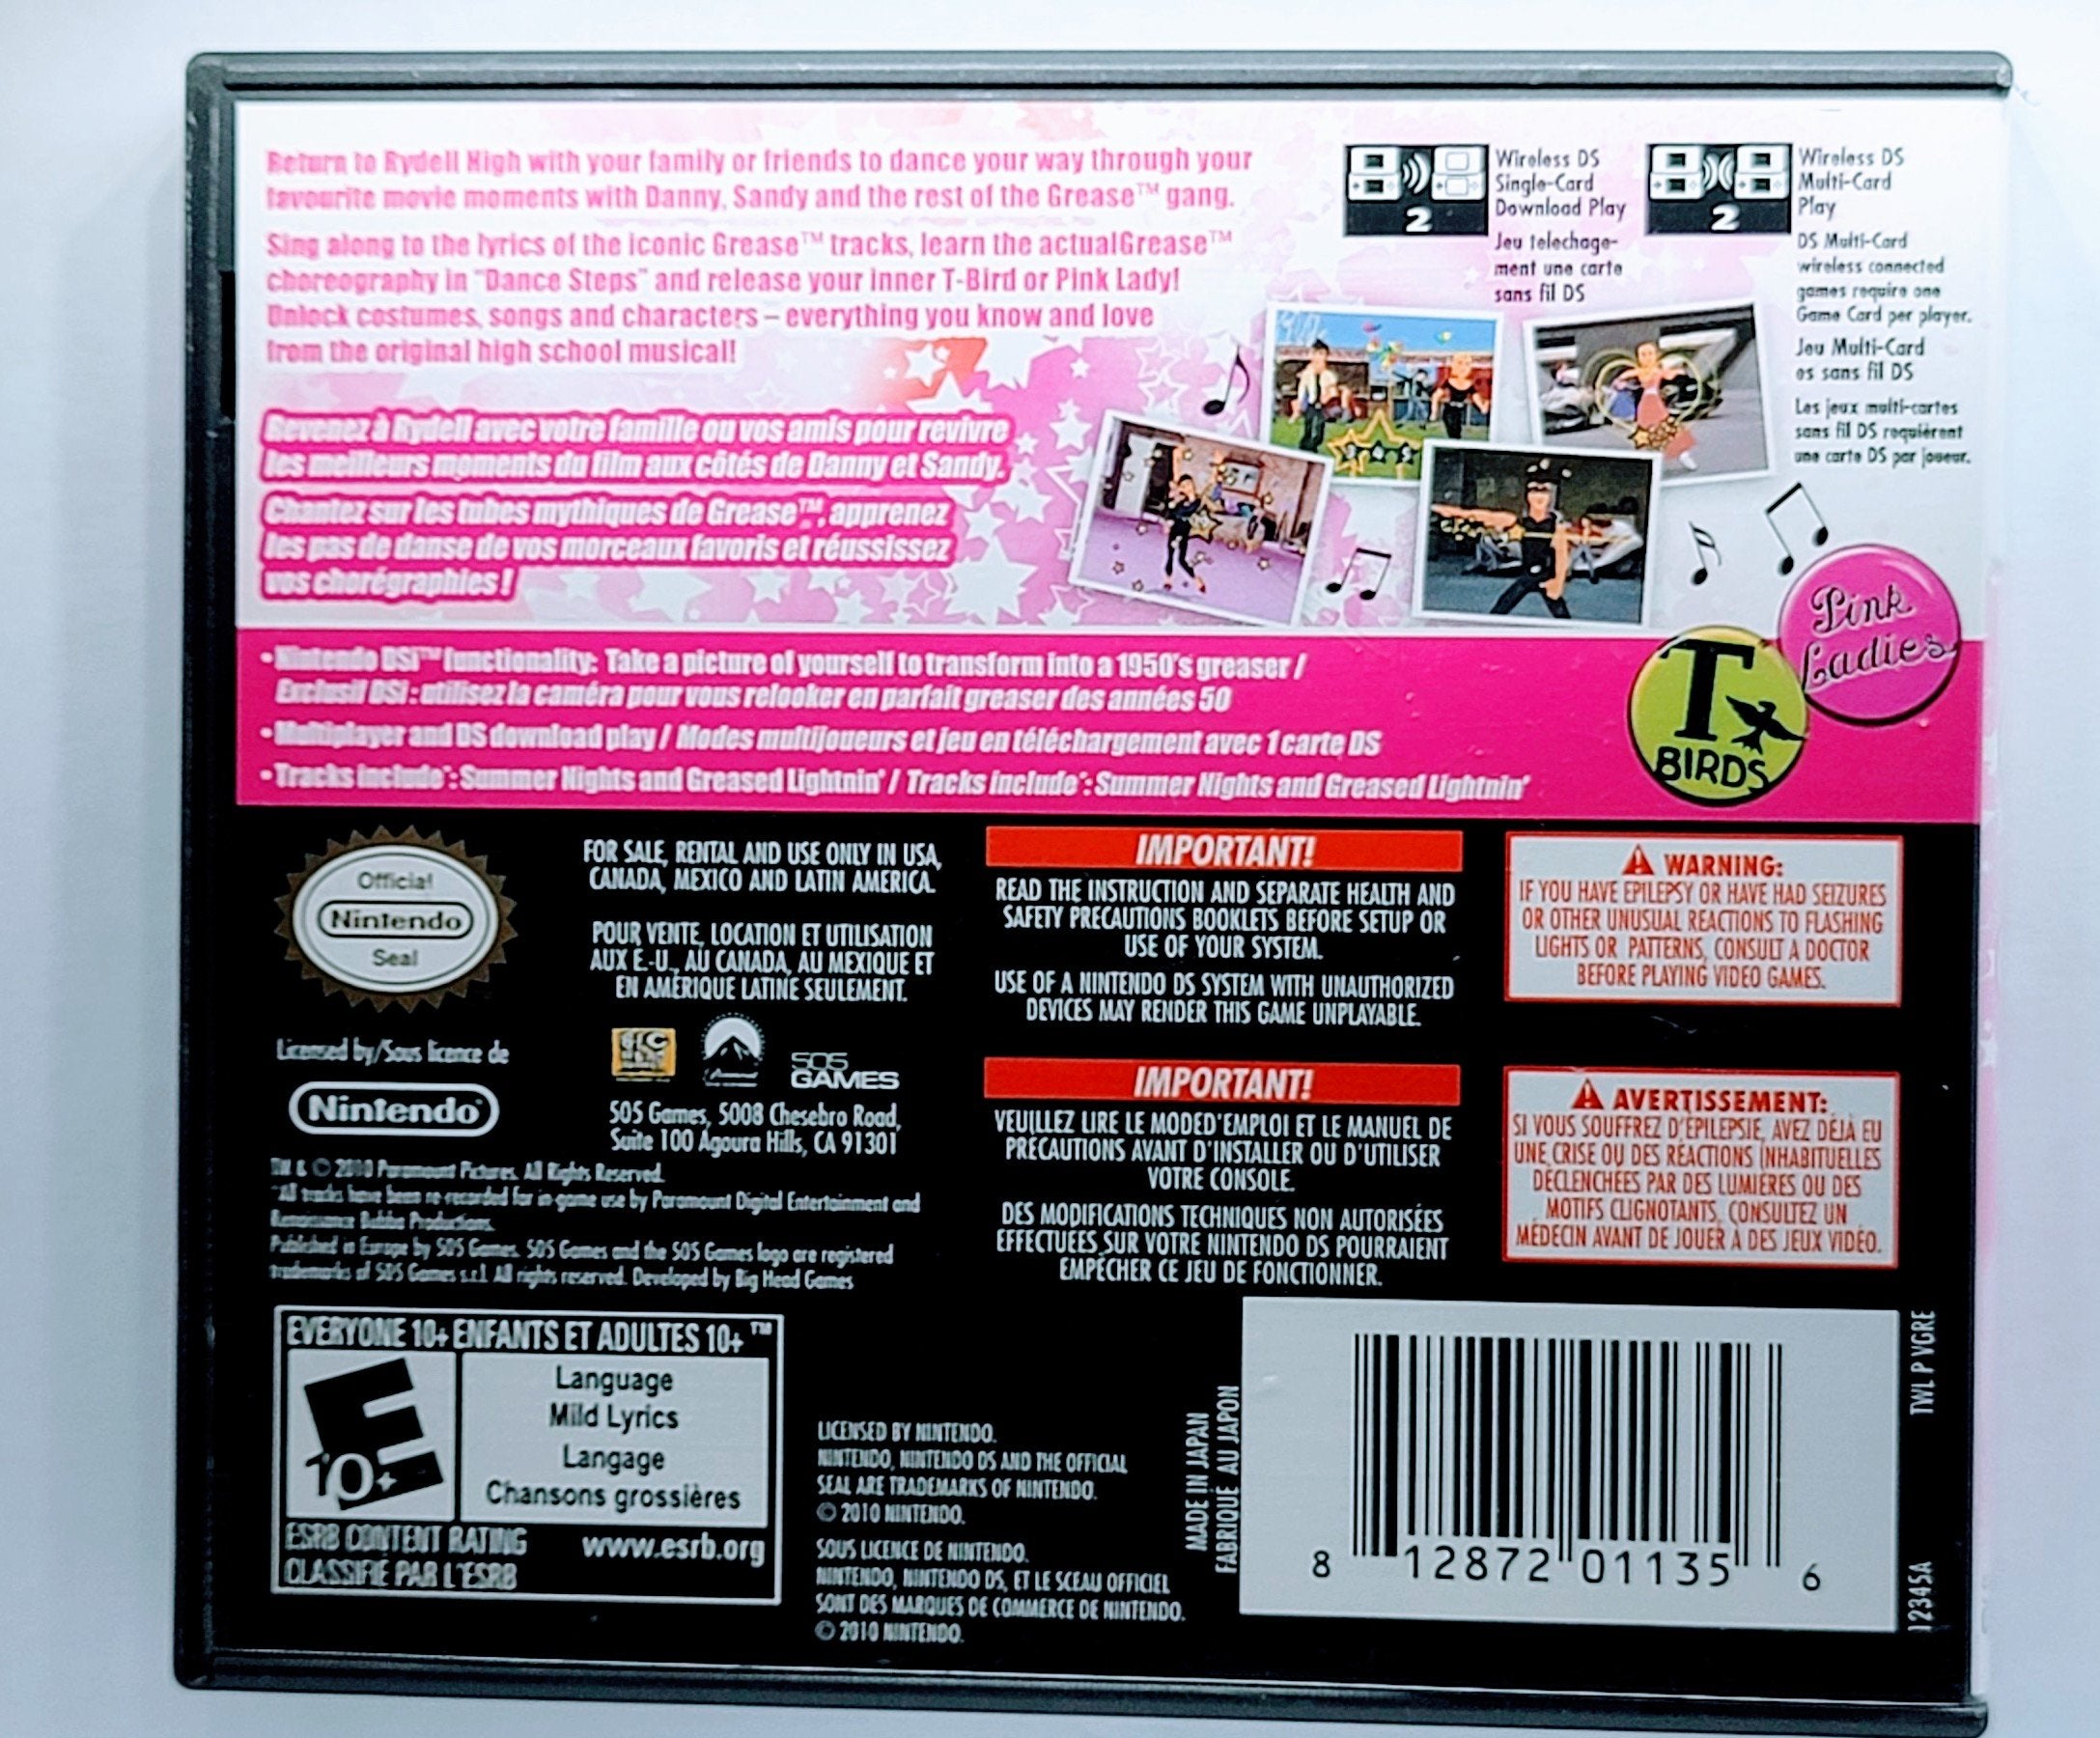 Return to Rydell High with your family or friends to dance your way through your
favourite movie moments with Danny, Sandy and the rest of the Grease™ gang.
Sing along to the lyrics of the iconic Grease™ tracks, learn the actualGrease™
choreography in "Dance Steps" and release your inner T-Bird or Pink Lady!
Unlock costumes, songs and characters – everything you know and love
from the original high school musical!
Revenez à Rydell avec votre famille ou vos amis pour revivre
les meilleurs moments du film aux côtés de Danny et Sandy.
Chantez sur les tubes mythiques de Grease™, apprenez
les pas de danse de vos morceaux favoris et réussissez
vos chorégraphies !
2
Wireless DS
Single-Card
Download Play
Jeu telechage-
ment une carte
sans fil DS
2
Wireless DS
Multi-Card
Play
DS Multi-Card
wireless connected
games require one
Game Card per player.
Jeu Multi-Card
es sans fil DS
Les jeux multi-cartes
sans fil DS requièrent
une carte DS par joueur.
• Nintendo DSi™ functionality: Take a picture of yourself to transform into a 1950's greaser /
Exclusif DSi : utilisez la caméra pour vous relooker en parfait greaser des années 50
• Multiplayer and DS download play / Modes multijoueurs et jeu en téléchargement avec 1 carte DS
• Tracks include*: Summer Nights and Greased Lightnin' / Tracks include*: Summer Nights and Greased Lightnin'
Pink
Ladies
T
BIRDS
Official
Nintendo
Seal
Licensed by/Sous licence de
Nintendo
FOR SALE, RENTAL AND USE ONLY IN USA,
CANADA, MEXICO AND LATIN AMERICA.
POUR VENTE, LOCATION ET UTILISATION
AUX É.-U., AU CANADA, AU MEXIQUE ET
EN AMÉRIQUE LATINE SEULEMENT.
Paramount
505
GAMES
505 Games, 5008 Chesebro Road,
Suite 100 Agoura Hills, CA 91301
TM & © 2010 Paramount Pictures. All Rights Reserved.
*All tracks have been re-recorded for in-game use by Paramount Digital Entertainment and
Bubba Productions.
Published in Europe by 505 Games. 505 Games and the 505 Games logo are registered
trademarks of 505 Games s.r.l. All rights reserved. Developed by Big Head Games
IMPORTANT!
READ THE INSTRUCTION AND SEPARATE HEALTH AND
SAFETY PRECAUTIONS BOOKLETS BEFORE SETUP OR
USE OF YOUR SYSTEM.
USE OF A NINTENDO DS SYSTEM WITH UNAUTHORIZED
DEVICES MAY RENDER THIS GAME UNPLAYABLE.
IMPORTANT!
VEUILLEZ LIRE LE MODED'EMPLOI ET LE MANUEL DE
PRÉCAUTIONS AVANT D'INSTALLER OU D'UTILISER
VOTRE CONSOLE.
DES MODIFICATIONS TECHNIQUES NON AUTORISÉES
EFFECTUÉES SUR VOTRE NINTENDO DS POURRAIENT
EMPÊCHER CE JEU DE FONCTIONNER.
WARNING:
IF YOU HAVE EPILEPSY OR HAVE HAD SEIZURES
OR OTHER UNUSUAL REACTIONS TO FLASHING
LIGHTS OR PATTERNS, CONSULT A DOCTOR
BEFORE PLAYING VIDEO GAMES.
AVERTISSEMENT:
SI VOUS SOUFFREZ D'ÉPILEPSIE, AVEZ DÉJÀ EU
UNE CRISE OU DES RÉACTIONS INHABITUELLES
DÉCLENCHÉES PAR DES LUMIÈRES OU DES
MOTIFS CLIGNOTANTS, CONSULTEZ UN
MÉDECIN AVANT DE JOUER À DES JEUX VIDÉO.
EVERYONE 10+ ENFANTS ET ADULTES 10+ ™
E
10+
Language
Mild Lyrics
Langage
Chansons grossières
ESRB CONTENT RATING
www.esrb.org
CLASSIFIÉ PAR L'ESRB
LICENSED BY NINTENDO.
NINTENDO, NINTENDO DS AND THE OFFICIAL
SEAL ARE TRADEMARKS OF NINTENDO.
© 2010 NINTENDO.
SOUS LICENCE DE NINTENDO.
NINTENDO, NINTENDO DS, ET LE SCEAU OFFICIEL
SONT DES MARQUES DE COMMERCE DE NINTENDO.
© 2010 NINTENDO.
MADE IN JAPAN
FABRIQUÉ AU JAPON
8 12872 01135 6
TWL P VGRE
12345A